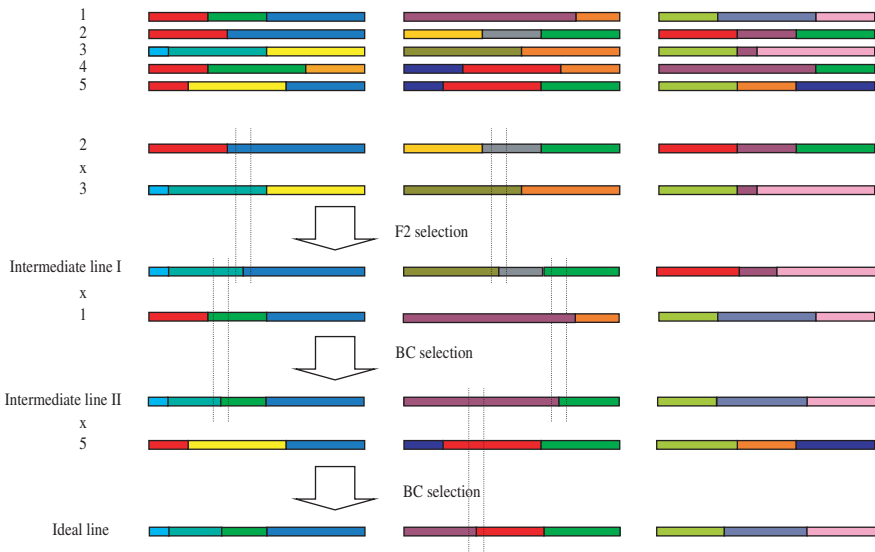 1
2
3
4
5
2
x
3
F2 selection
Intermediate line I
x
1
BC selection
Intermediate line II
x
5
BC selection
Ideal line